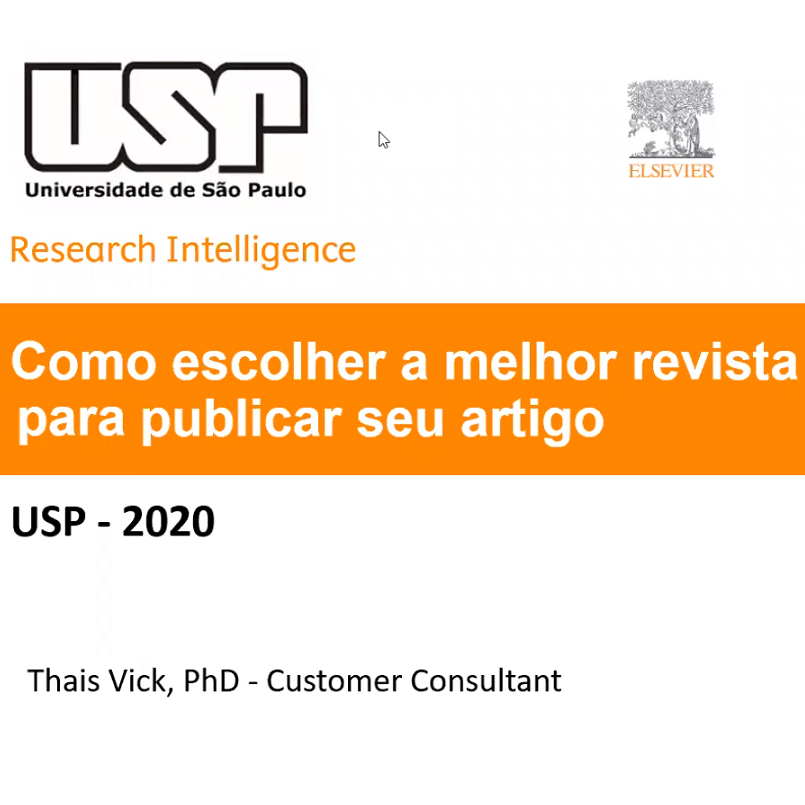 USP
Universidade de São Paulo
ELSEVIER
Research Intelligence
Como escolher a melhor revista
para publicar seu artigo
USP - 2020
Thais Vick, PhD - Customer Consultant